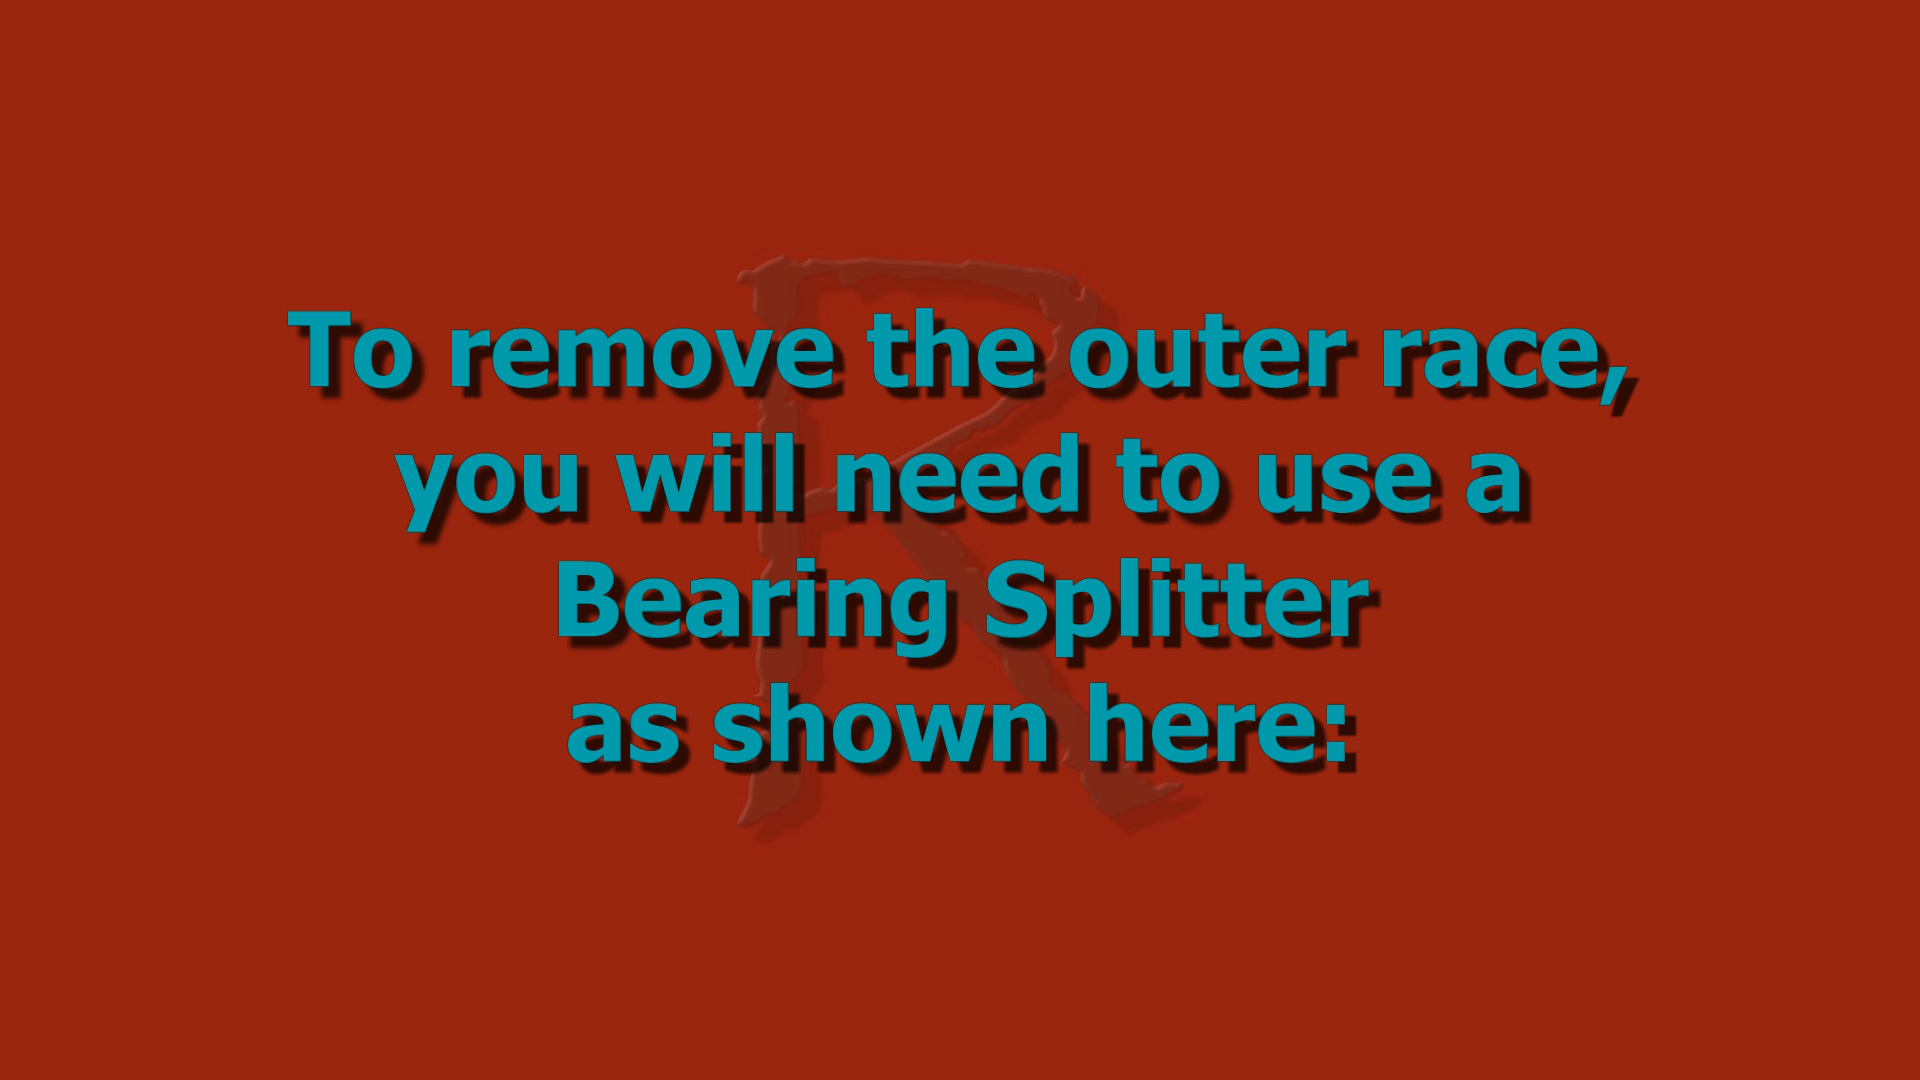 To remove the outer race,
you will need to use a
Bearing Splitter
as shown here:
R